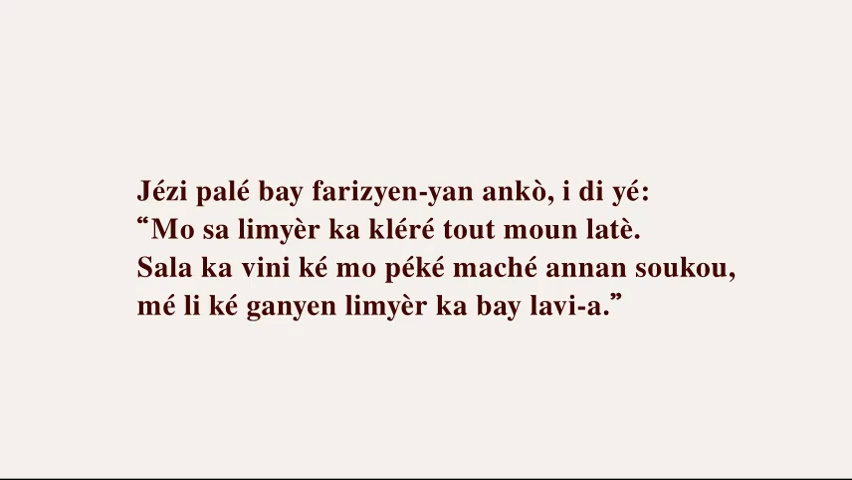 Jézi palé bay farizyen-yan ankò, i di yé:
“Mo sa limyèr ka kléré tout moun latè.
Sala ka vini ké mo péké maché annan soukou,
mé li ké ganyen limyèr ka bay lavi-a.”